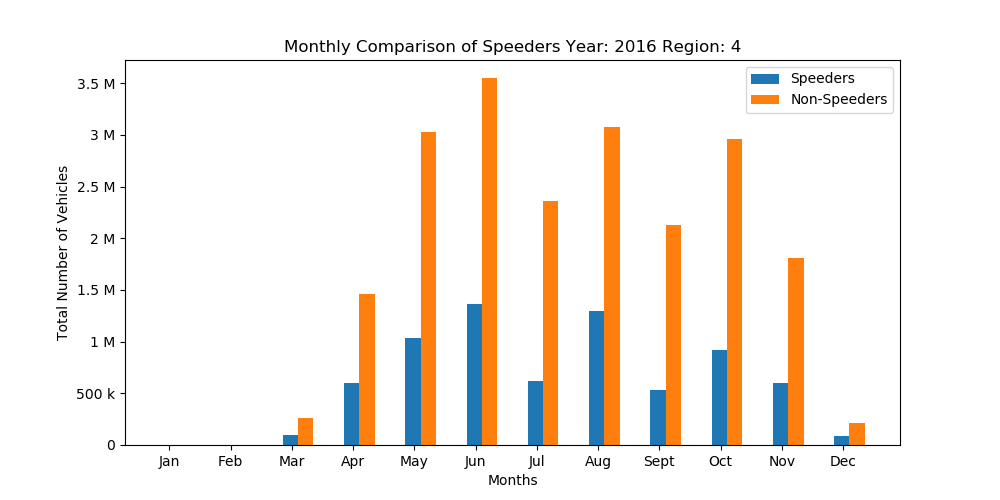 Monthly Comparison of Speeders Year: 2016 Region: 4
Speeders
Non-Speeders
Total Number of Vehicles
3.5 M
3 M
2.5 M
2 M
1.5 M
1 M
500 k
0
Jan Feb Mar Apr May Jun Jul Aug Sept Oct Nov Dec
Months